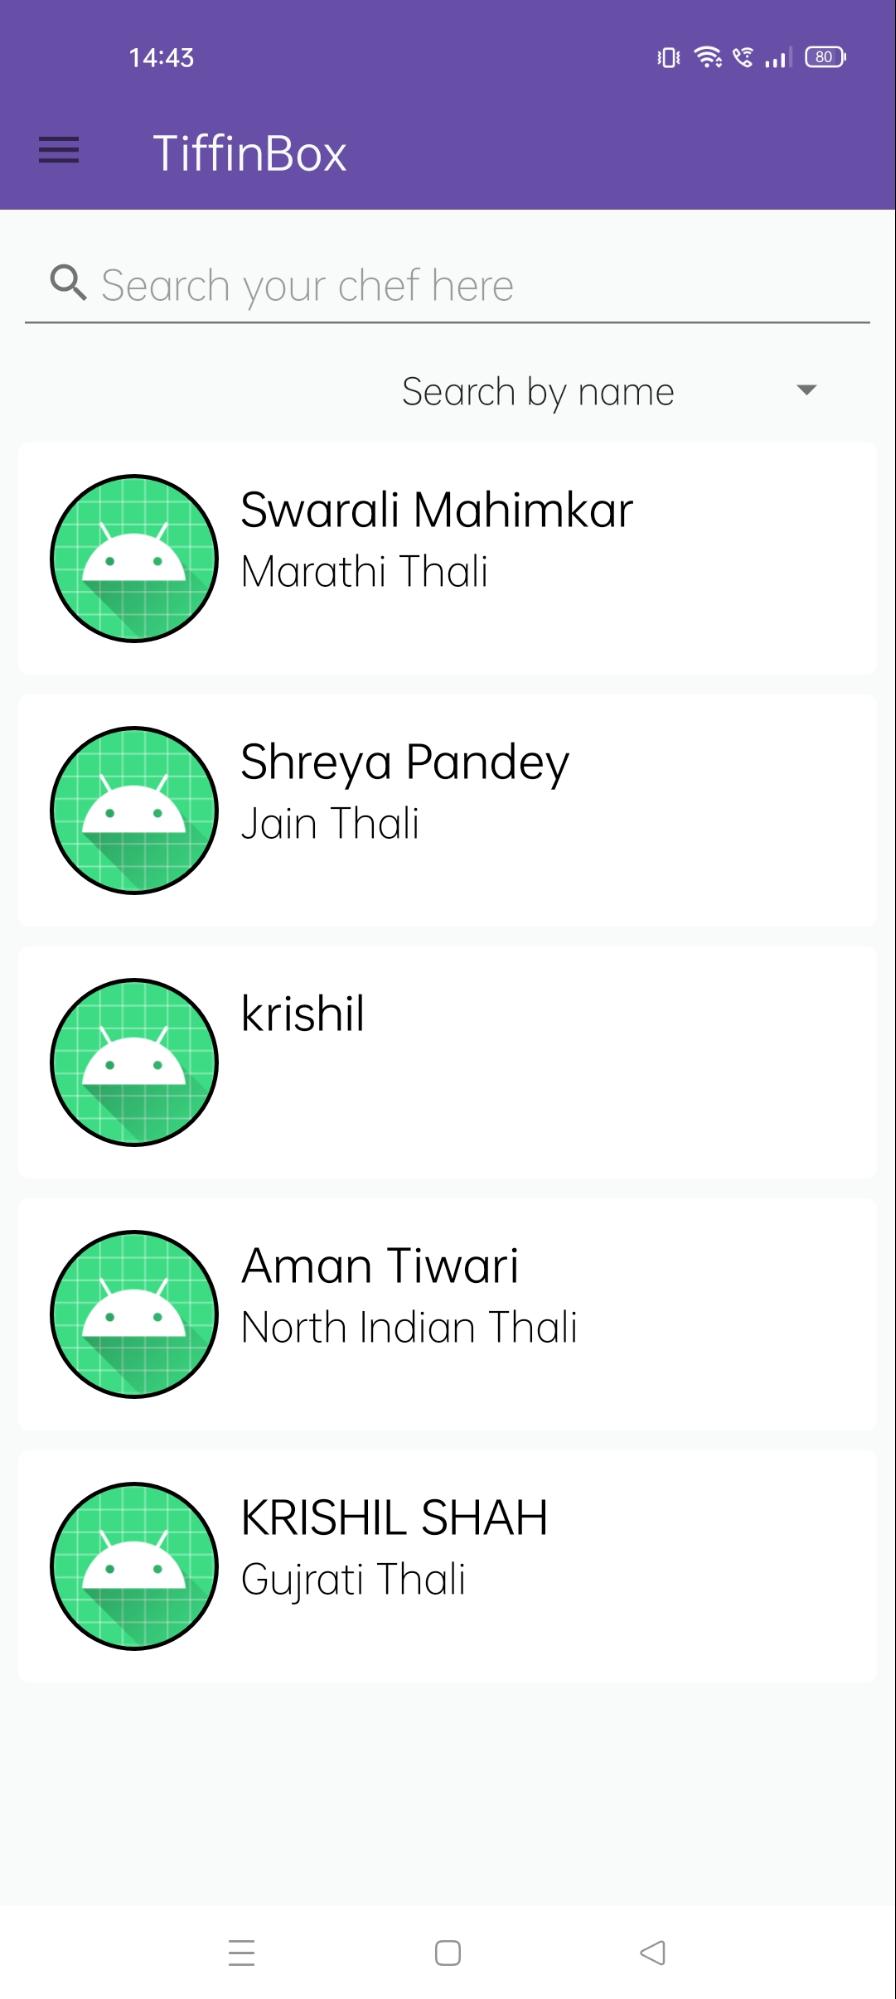 14:43
80
TiffinBox
Search your chef here
Search by name
Swarali Mahimkar
Marathi Thali
Shreya Pandey
Jain Thali
krishil
Aman Tiwari
North Indian Thali
KRISHIL SHAH
Gujrati Thali